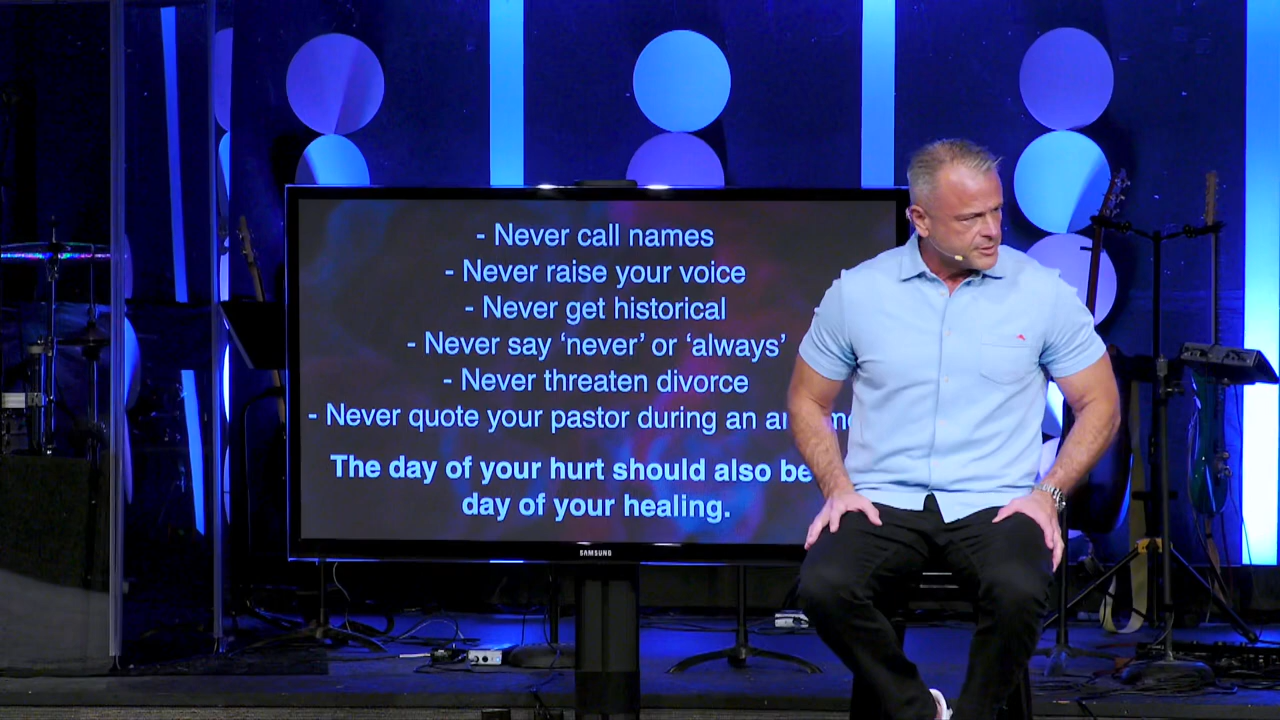 - Never call names
- Never raise your voice
- Never get historical
- Never say ‘never’ or ‘always’
- Never threaten divorce
- Never quote your pastor during an
The day of your hurt should also be
day of your healing.
SAMSUNG